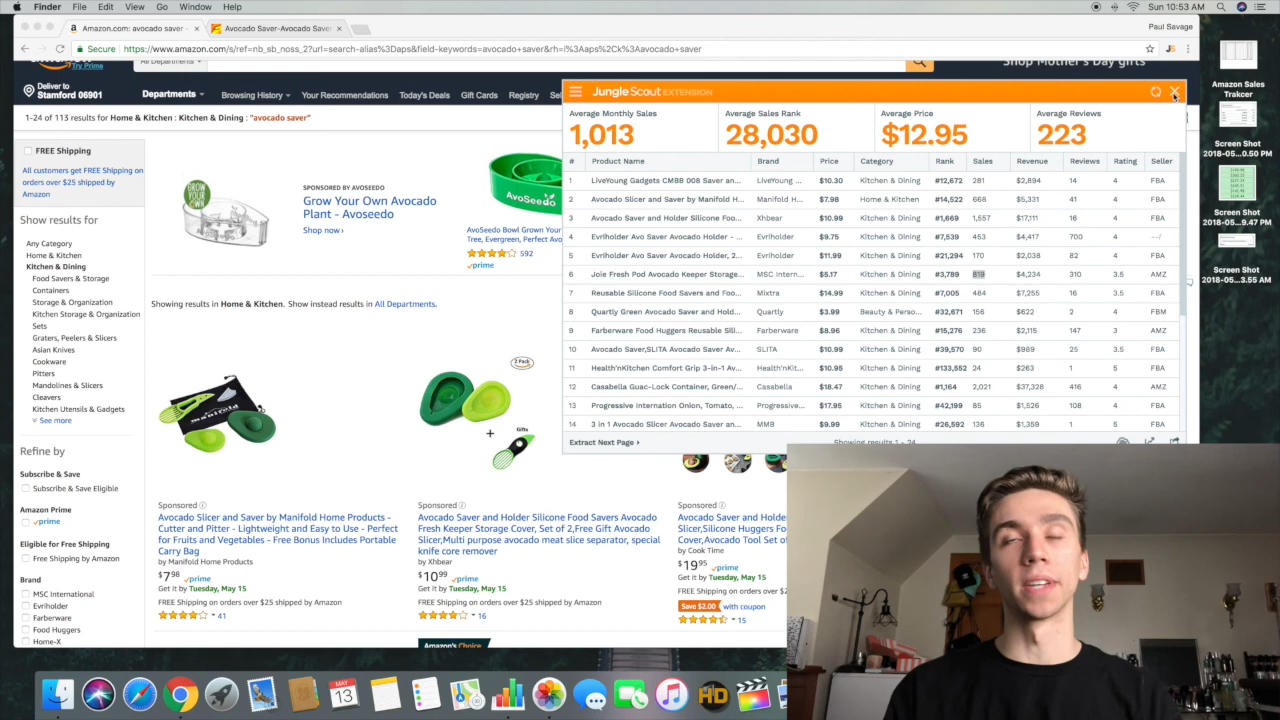 Finder File Edit View Go Window Help
Sun 10:53 AM
Amazon.com: avocado saver -
Avocado Saver-Avocado Saver
Paul Savage
Secure
https://www.amazon.com/s/ref=nb_sb_noss_2?url=search-alias%3Daps&field-keywords=avocado+saver&rh=i%3Aaps%2Ck%3Aavocado+saver
Try Prime
All Departments
Shop Mother's Day gifts
Deliver to
Stamford 06901
Departments
Browsing History
Your Recommendations
Today's Deals
Gift Cards
Registry
1-24 of 113 results for Home & Kitchen : Kitchen & Dining : "avocado saver"
FREE Shipping
All customers get FREE Shipping on
orders over $25 shipped by
Amazon
Show results for
Any Category
Home & Kitchen
Kitchen & Dining
Food Savers & Storage
Containers
Storage & Organization
Kitchen Storage & Organization
Sets
Graters, Peelers & Slicers
Asian Knives
Cookware
Pitters
Mandolines & Slicers
Cleavers
Kitchen Utensils & Gadgets
See more
Refine by
Subscribe & Save
Subscribe & Save Eligible
Amazon Prime
prime
Eligible for Free Shipping
Free Shipping by Amazon
Brand
MSC International
Evriholder
Farberware
Food Huggers
Home-X
GROW YOUR OWN
SPONSORED BY AVOSEEDO
Grow Your Own Avocado
Plant - Avoseedo
Shop now ›
AvoSeedo
AvoSeedo Bowl Grown Your
Tree, Evergreen, Perfect Avo
592
prime
Showing results in Home & Kitchen. Show instead results in All Departments.
JungleScout EXTENSION
Average Monthly Sales
1,013
Average Sales Rank
28,030
Average Price
$12.95
Average Reviews
223
# Product Name Brand Price Category Rank Sales Revenue Reviews Rating Seller
1 LiveYoung Gadgets CMBB 008 Saver an... LiveYoung ... $10.30 Kitchen & Dining #12,672 281 $2,894 14 4 FBA
2 Avocado Slicer and Saver by Manifold H... Manifold H... $7.98 Home & Kitchen #14,522 668 $5,331 41 4 FBA
3 Avocado Saver and Holder Silicone Foo... Xhbear $10.99 Kitchen & Dining #1,669 1,557 $17,111 16 4 FBA
4 Evriholder Avo Saver Avocado Holder - ... Evriholder $9.75 Kitchen & Dining #7,539 453 $4,417 700 4 ---/
5 Evriholder Avo Saver Avocado Holder, 2... Evriholder $11.99 Kitchen & Dining #21,294 170 $2,038 82 4 FBA
6 Joie Fresh Pod Avocado Keeper Storage... MSC Intern... $5.17 Kitchen & Dining #3,789 819 $4,234 310 3.5 AMZ
7 Reusable Silicone Food Savers and Foo... Mixtra $14.99 Kitchen & Dining #7,005 484 $7,255 16 3.5 FBA
8 Quartly Green Avocado Saver and Hold... Quartly $3.99 Beauty & Perso... #32,671 156 $622 2 4 FBM
9 Farberware Food Huggers Reusable Sili... Farberware $8.96 Kitchen & Dining #15,276 236 $2,115 147 3 AMZ
10 Avocado Saver,SLITA Avocado Saver Av... SLITA $10.99 Kitchen & Dining #39,570 90 $989 25 3.5 FBA
11 Health'nKitchen Comfort Grip 3-in-1 Av... HealthnKit... $10.95 Kitchen & Dining #133,552 24 $263 1 5 FBA
12 Casabella Guac-Lock Container, Green/... Casabella $18.47 Kitchen & Dining #1,164 2,021 $37,328 416 4 AMZ
13 Progressive Internation Onion, Tomato, ... Progressive... $17.95 Kitchen & Dining #42,199 85 $1,526 108 4 FBA
14 3 in 1 Avocado Slicer Avocado Saver an... MMB $9.99 Kitchen & Dining #26,592 136 $1,359 1 5 FBA
Extract Next Page ›
Showing results 1 - 24
2 Pack
Gifts
Sponsored
Avocado Slicer and Saver by Manifold Home Products -
Cutter and Pitter - Lightweight and Easy to Use - Perfect
for Fruits and Vegetables - Free Bonus Includes Portable
Carry Bag
by Manifold Home Products
$7 98 prime
Get it by Tuesday, May 15
FREE Shipping on orders over $25 shipped by Amazon
41
Sponsored
Avocado Saver and Holder Silicone Food Savers Avocado
Fresh Keeper Storage Cover, Set of 2,Free Gift Avocado
Slicer,Multi purpose avocado meat slice separator, special
knife core remover
by Xhbear
$10 99 prime
Get it by Tuesday, May 15
FREE Shipping on orders over $25 shipped by Amazon
16
Amazon's Choice
Sponsored
Avocado Saver and Hold
Slicer,Silicone Huggers Fo
Saver,Avocado Tool Set of
by Cook Time
$19 95 prime
Get it by Tuesday, May 15
FREE Shipping on orders over $2
Save $2.00 with coupon
15
Amazon Sales
Trakcer
Screen Shot
2018-05...0.50 PM
Screen Shot
2018-05...9.47 PM
Screen Shot
2018-05...3.55 AM
MAY
13
HD